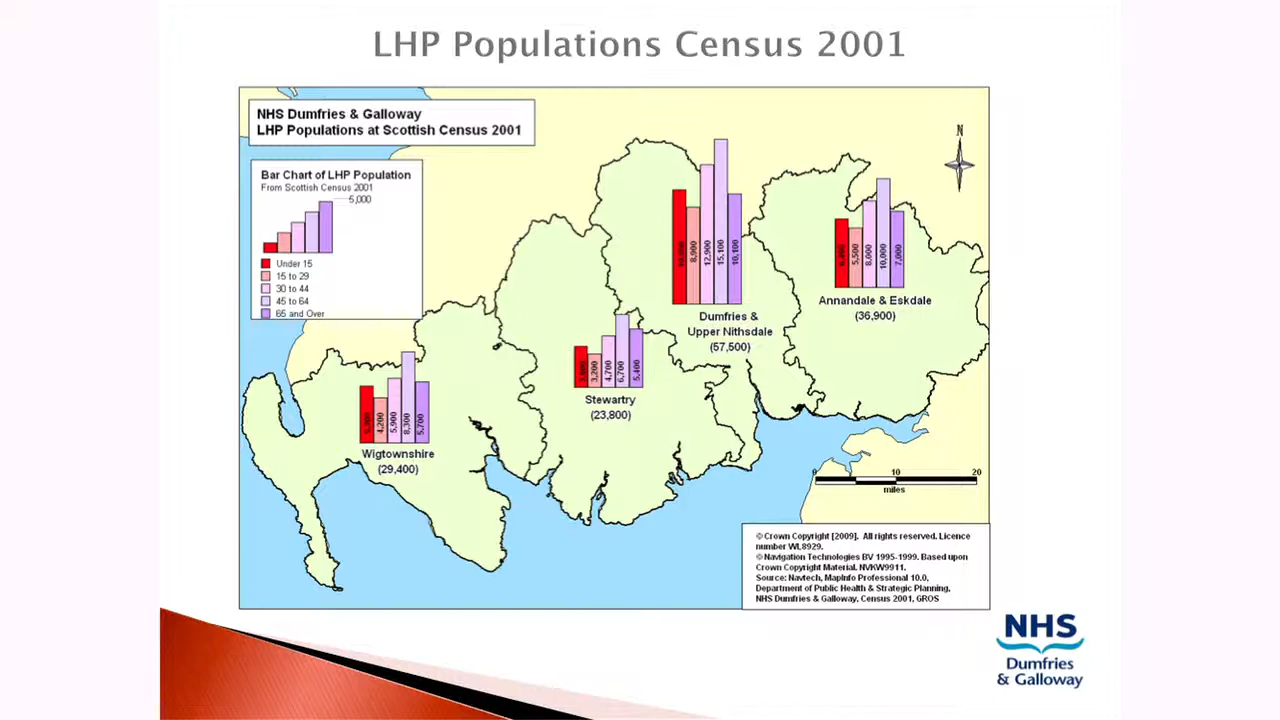 LHP Populations Census 2001
NHS Dumfries & Galloway
LHP Populations at Scottish Census 2001
N
Bar Chart of LHP Population
From Scottish Census 2001
5,000
Under 15
15 to 29
30 to 44
45 to 64
65 and Over
8,900
12,900
15,100
10,100
Dumfries &
Upper Nithsdale
(57,500)
5,500
8,000
10,000
7,000
Annandale & Eskdale
(36,900)
3,200
4,700
6,700
5,400
Stewartry
(23,800)
4,200
5,900
8,300
5,700
Wigtownshire
(29,400)
0 10 20
miles
© Crown Copyright [2009]. All rights reserved. Licence
number WL8929.
© Navigation Technologies BV 1995-1999. Based upon
Crown Copyright Material. NVKW9911.
Source: Navtech, MapInfo Professional 10.0,
Department of Public Health & Strategic Planning,
NHS Dumfries & Galloway, Census 2001, GROS
NHS
Dumfries
& Galloway